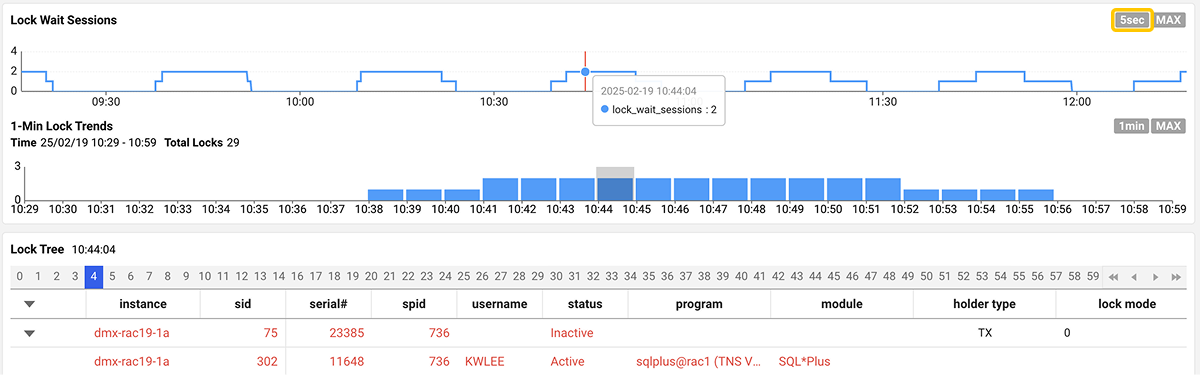 Lock Wait Sessions 5sec MAX
4
2
0
09:30 10:00 10:30 11:30 12:00
2025-02-19 10:44:04
lock_wait_sessions : 2
1-Min Lock Trends 1min MAX
Time 25/02/19 10:29 - 10:59 Total Locks 29
3
0
10:29 10:30 10:31 10:32 10:33 10:34 10:35 10:36 10:37 10:38 10:39 10:40 10:41 10:42 10:43 10:44 10:45 10:46 10:47 10:48 10:49 10:50 10:51 10:52 10:53 10:54 10:55 10:56 10:57 10:58 10:59
Lock Tree 10:44:04
0 1 2 3 4 5 6 7 8 9 10 11 12 13 14 15 16 17 18 19 20 21 22 23 24 25 26 27 28 29 30 31 32 33 34 35 36 37 38 39 40 41 42 43 44 45 46 47 48 49 50 51 52 53 54 55 56 57 58 59
instance sid serial# spid username status program module holder type lock mode
dmx-rac19-1a 75 23385 736 Inactive TX 0
dmx-rac19-1a 302 11648 736 KWLEE Active sqlplus@rac1 (TNS V... SQL*Plus